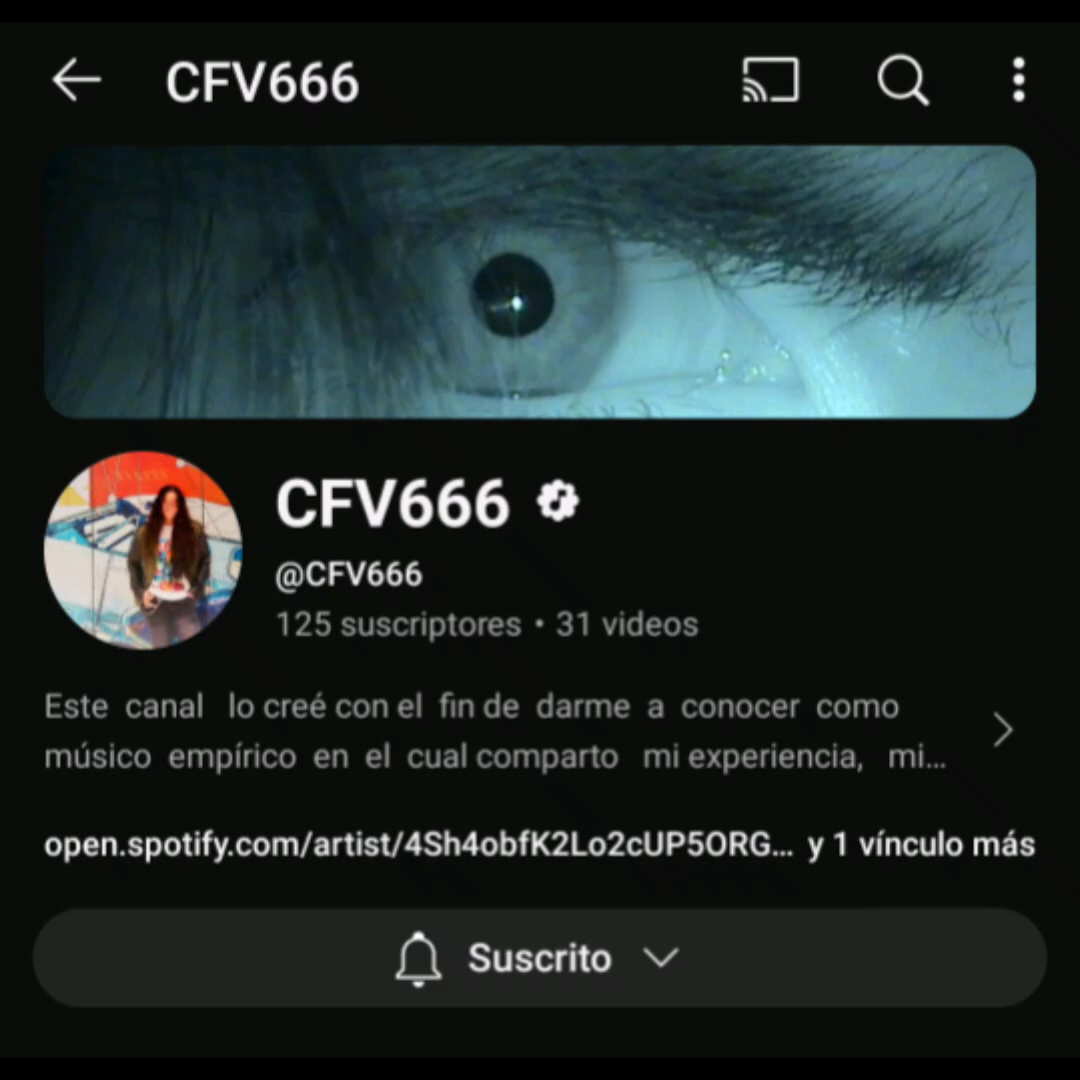 CFV666
CFV666
@CFV666
125 suscriptores • 31 videos
Este canal lo creé con el fin de darme a conocer como
músico empírico en el cual comparto mi experiencia, mi...
open.spotify.com/artist/4Sh4obfK2Lo2cUP5ORG... y 1 vínculo más
Suscrito